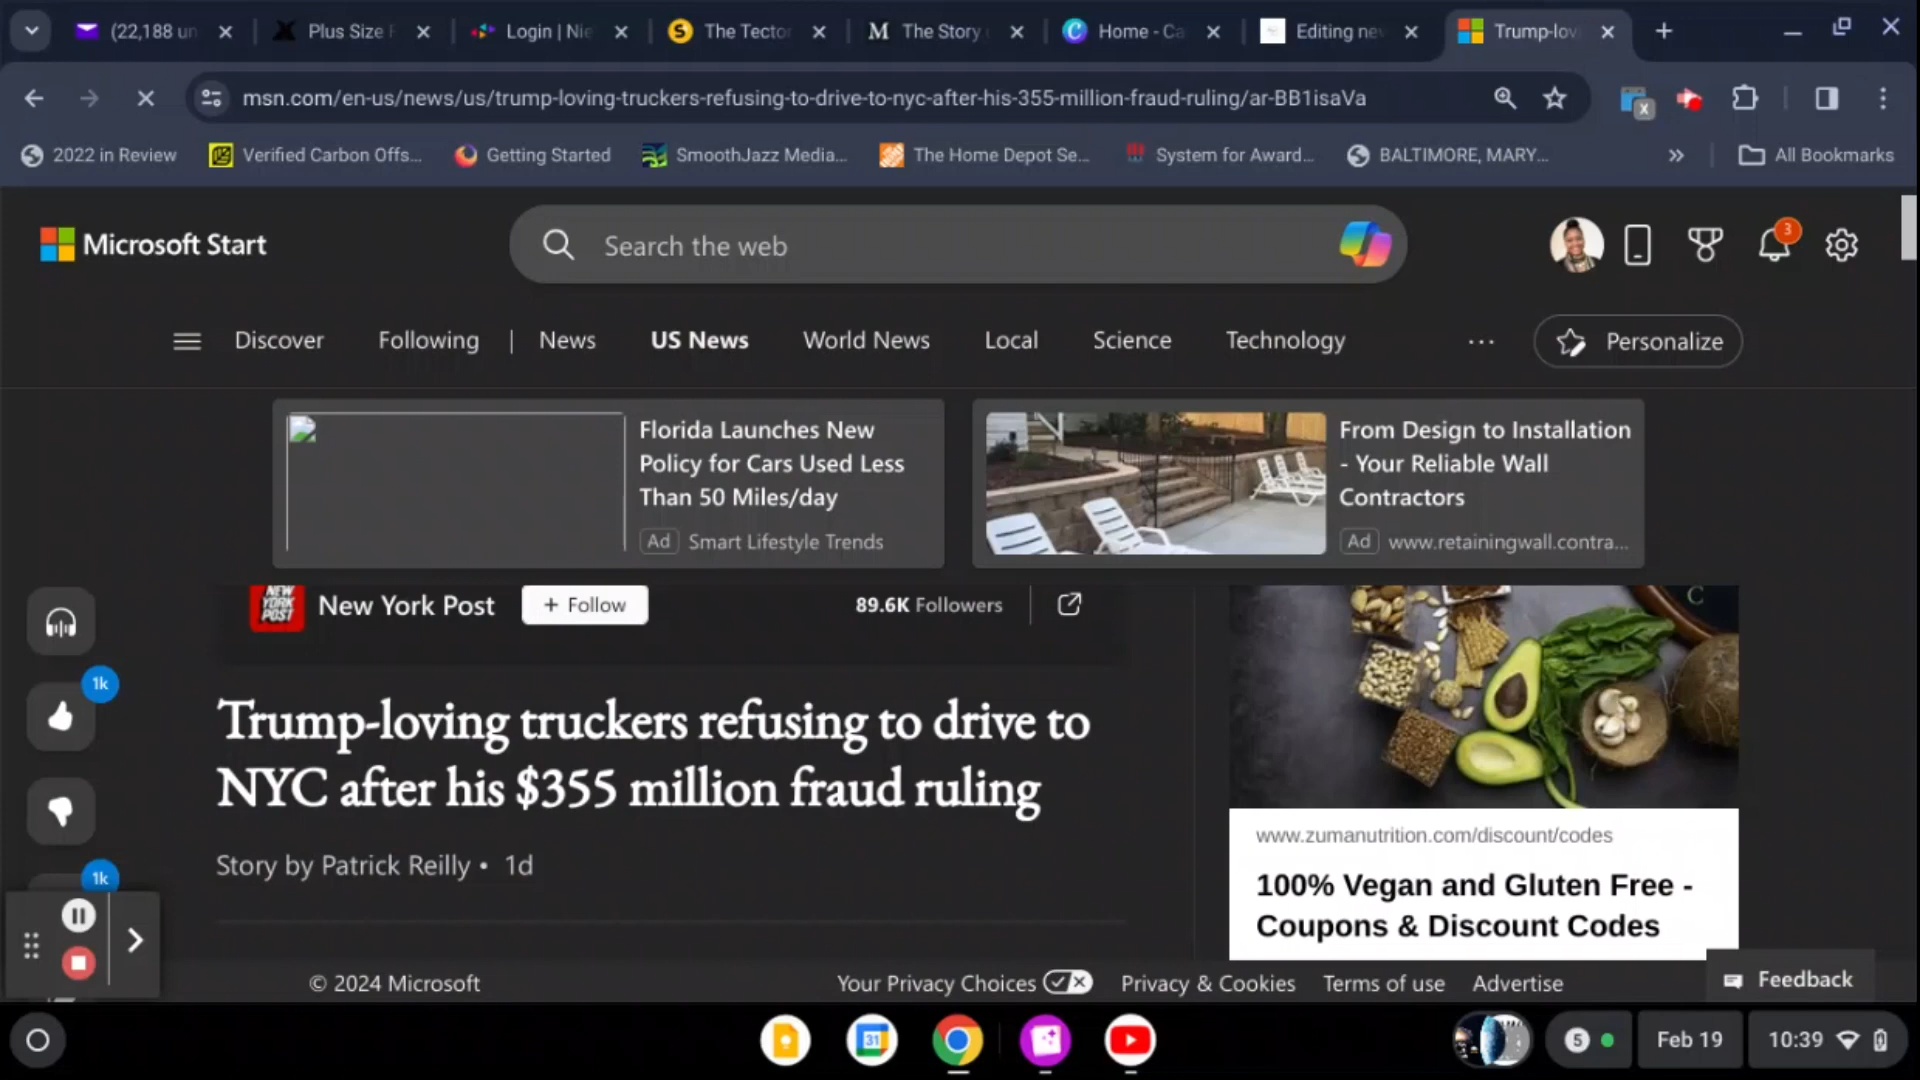 (22,188 un
Plus Size F
Login | Nie
The Tecto
The Story
Home - Ca
Editing nev
Trump-lov
msn.com/en-us/news/us/trump-loving-truckers-refusing-to-drive-to-nyc-after-his-355-million-fraud-ruling/ar-BB1isaVa
2022 in Review
Verified Carbon Offs...
Getting Started
SmoothJazz Media...
The Home Depot Se...
System for Award...
BALTIMORE, MARY...
All Bookmarks
Microsoft Start
Search the web
3
Discover
Following
News
US News
World News
Local
Science
Technology
Personalize
Florida Launches New
Policy for Cars Used Less
Than 50 Miles/day
Ad Smart Lifestyle Trends
From Design to Installation
- Your Reliable Wall
Contractors
Ad www.retainingwall.contra...
NEW
YORK
POST
New York Post
+ Follow
89.6K Followers
1k
Trump-loving truckers refusing to drive to
NYC after his $355 million fraud ruling
Story by Patrick Reilly • 1d
1k
www.zumanutrition.com/discount/codes
100% Vegan and Gluten Free -
Coupons & Discount Codes
© 2024 Microsoft
Your Privacy Choices
Privacy & Cookies
Terms of use
Advertise
Feedback
31
5
Feb 19
10:39